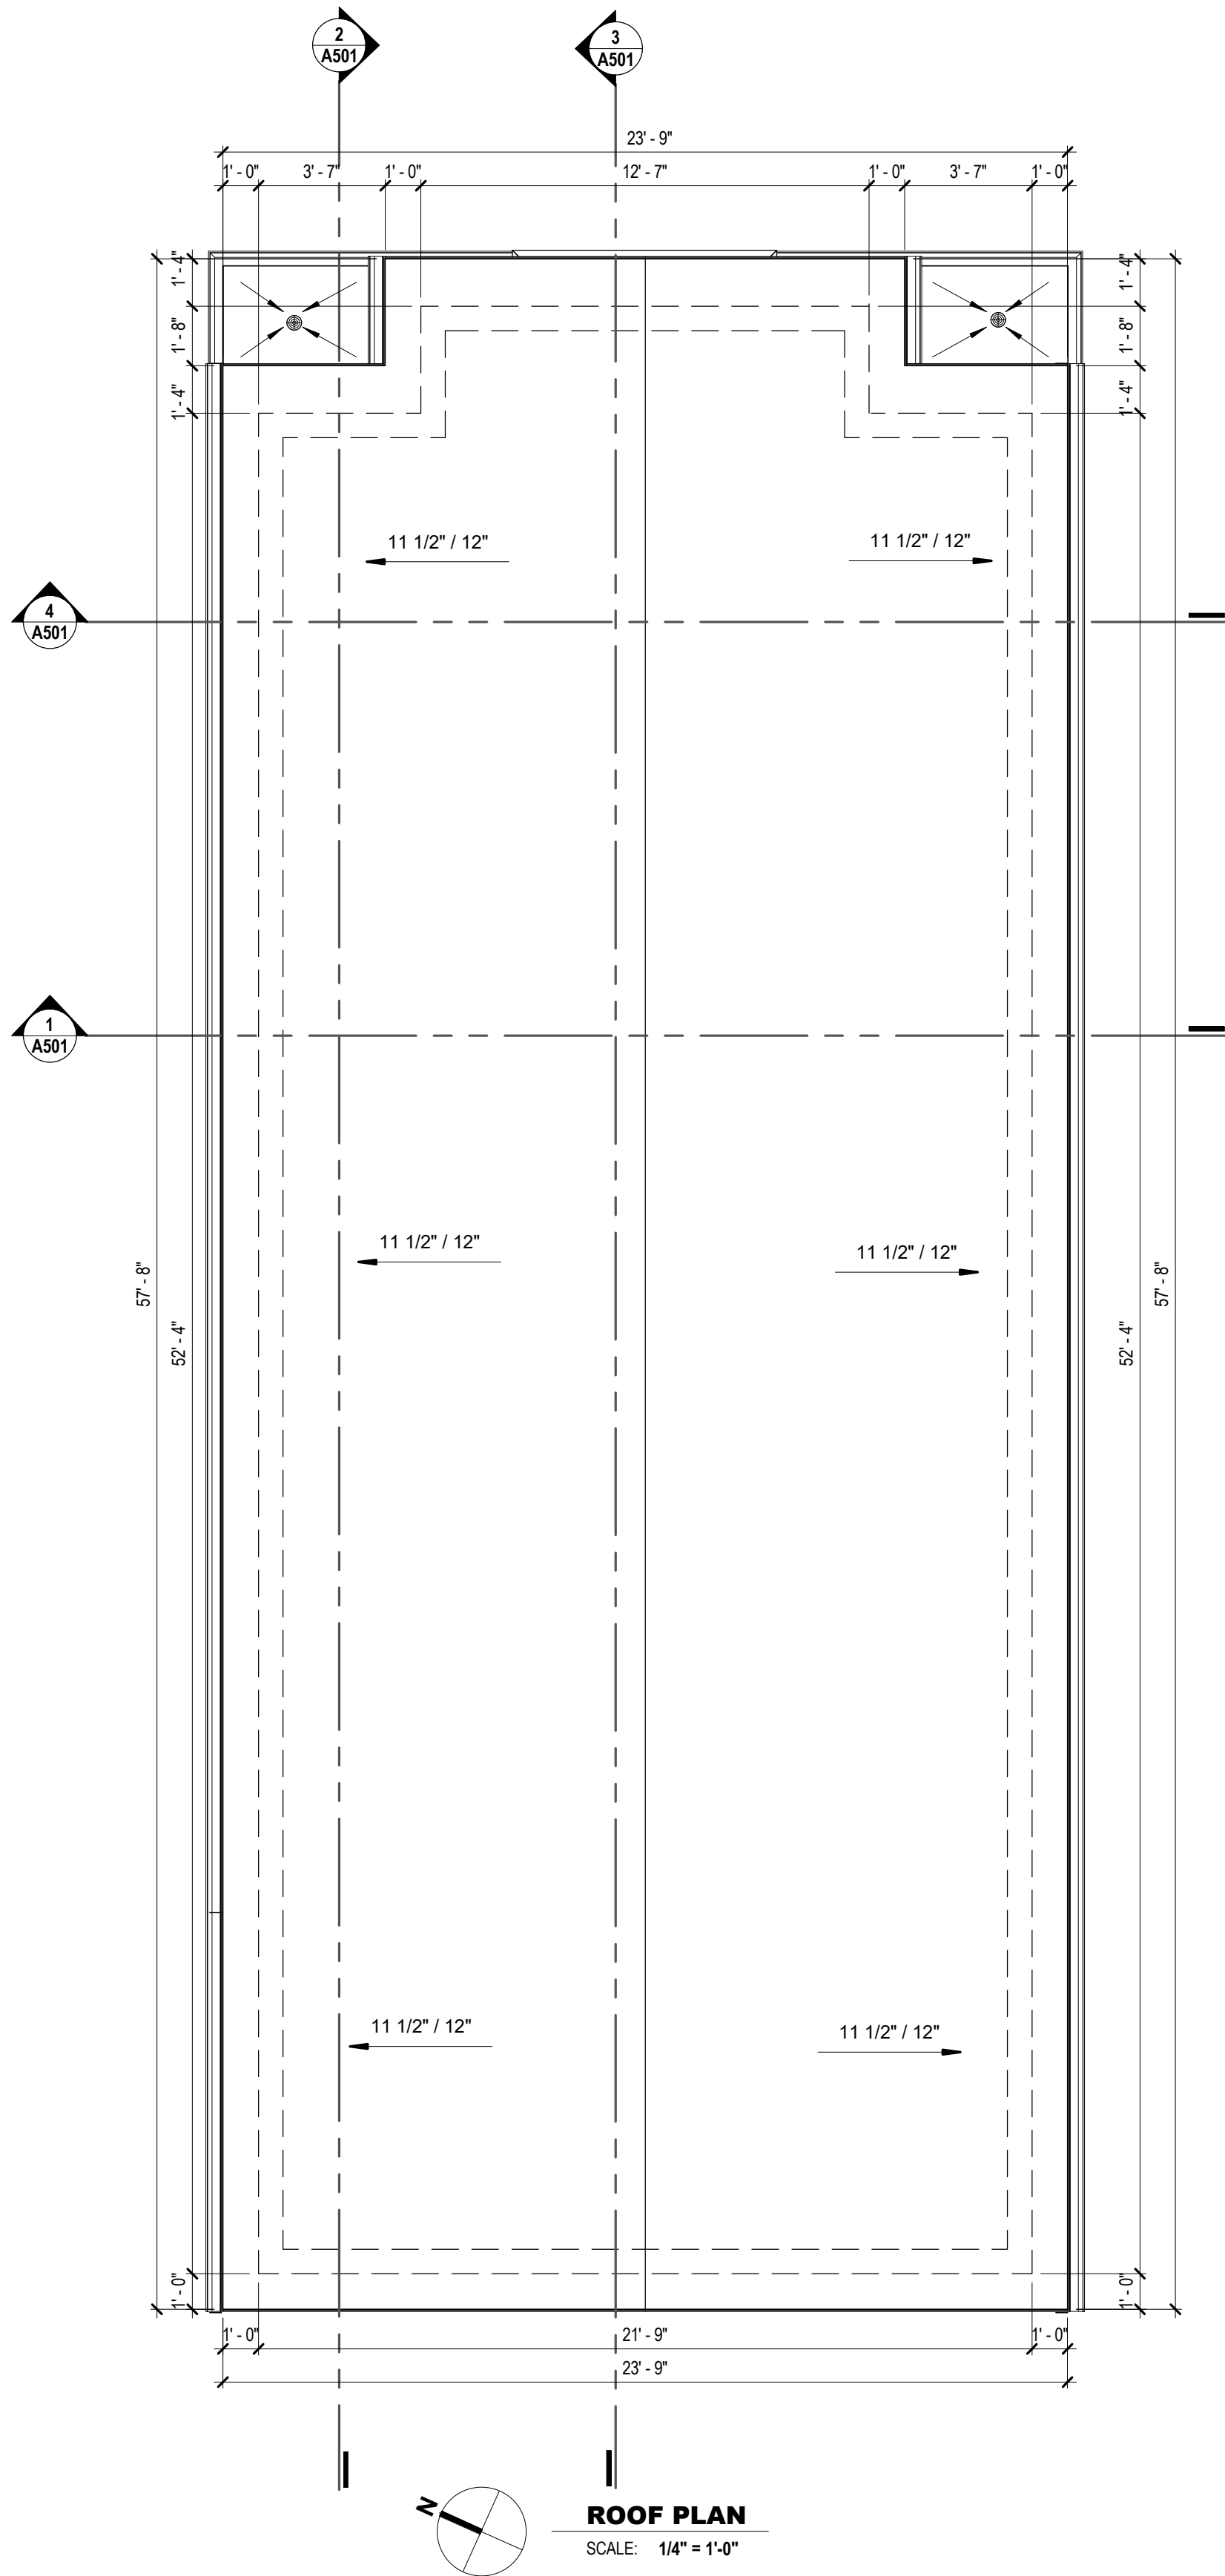 2
A501
3
A501
23' - 9"
1' - 0"
3' - 7"
1' - 0"
12' - 7"
1' - 0"
3' - 7"
1' - 0"
1' - 4"
1' - 4"
1' - 8"
1' - 8"
1' - 4"
1' - 4"
11 1/2" / 12"
11 1/2" / 12"
4
A501
1
A501
11 1/2" / 12"
11 1/2" / 12"
57' - 8"
57' - 8"
52' - 4"
52' - 4"
11 1/2" / 12"
11 1/2" / 12"
1' - 0"
1' - 0"
1' - 0"
21' - 9"
1' - 0"
23' - 9"
N
ROOF PLAN
SCALE: 1/4" = 1'-0"